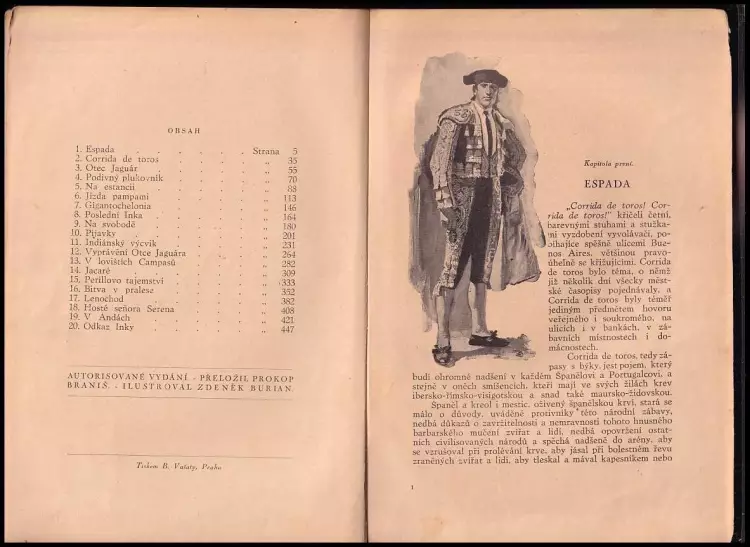 OBSAH
1. Espada . . . . . . Strana 5
2. Corrida de toros . . . . . „ 35
3. Otec Jaguár . . . . . „ 55
4. Podivný plukovník . . . . . „ 70
5. Na estancii . . . . . „ 88
6. Jízda pampami . . . . . „ 113
7. Gigantochelonia . . . . . „ 146
8. Poslední Inka . . . . . „ 164
9. Na svobodě . . . . . „ 180
10. Pijavky . . . . . „ 201
11. Indiánský výcvik . . . . . „ 231
12. Vyprávění Otce Jaguára . . . . „ 264
13. V lovištích Campasů . . . . „ 282
14. Jacaré . . . . . „ 309
15. Perillovo tajemství . . . . . „ 333
16. Bitva v pralese . . . . . „ 352
17. Lenochod . . . . . „ 382
18. Hosté señora Serena . . . . . „ 408
19. V Andách . . . . . „ 421
20. Odkaz Inky . . . . . „ 447
AUTORISOVANÉ VYDÁNÍ - PŘELOŽIL PROKOP
BRANIŠ. - ILUSTROVAL ZDENĚK BURIAN.
Tiskem B. Vašaty, Praha
Kapitola první.
ESPADA
„Corrida de toros! Cor-
rida de toros!" křičeli četní,
barevnými stuhami a stužka-
mi vyzdobení vyvolávači, po-
bíhajíce spěšně ulicemi Bue-
nos Aires, většinou pravo-
úhelně se křižujícími. Corrida
de toros bylo téma, o němž
již několik dní všecky měst-
ské časopisy pojednávaly, a
Corrida de toros byly téměř
jediným předmětem hovoru
veřejného i soukromého, na
ulicích i v bankách, v zá-
bavních místnostech i do-
mácnostech.
Corrida de toros, tedy zá-
pasy s býky, jest pojem, který
budí ohromné nadšení v každém Španělovi a Portugalcovi, a
stejně v oněch smíšencích, kteří mají ve svých žilách krev
ibersko-římsko-visigotskou a snad také mautsko-židovskou.
Španěl a kreol i mestic, oživený španělskou krví, stará se
málo o důvody, uváděné protivníky této národní zábavy,
nedbá důkazů o zavržitelnosti a nemravnosti tohoto hnusného
barbarského mučení zvířat a lidí, nedbá opovržení ostat-
ních civilisovaných národů a spěchá nadšeně do arény, aby
se vzrušoval při prolévání krve, aby jásal při bolestném řevu
zraněných zvířat a lidí, aby tleskal a mával kapesníkem nebo
1